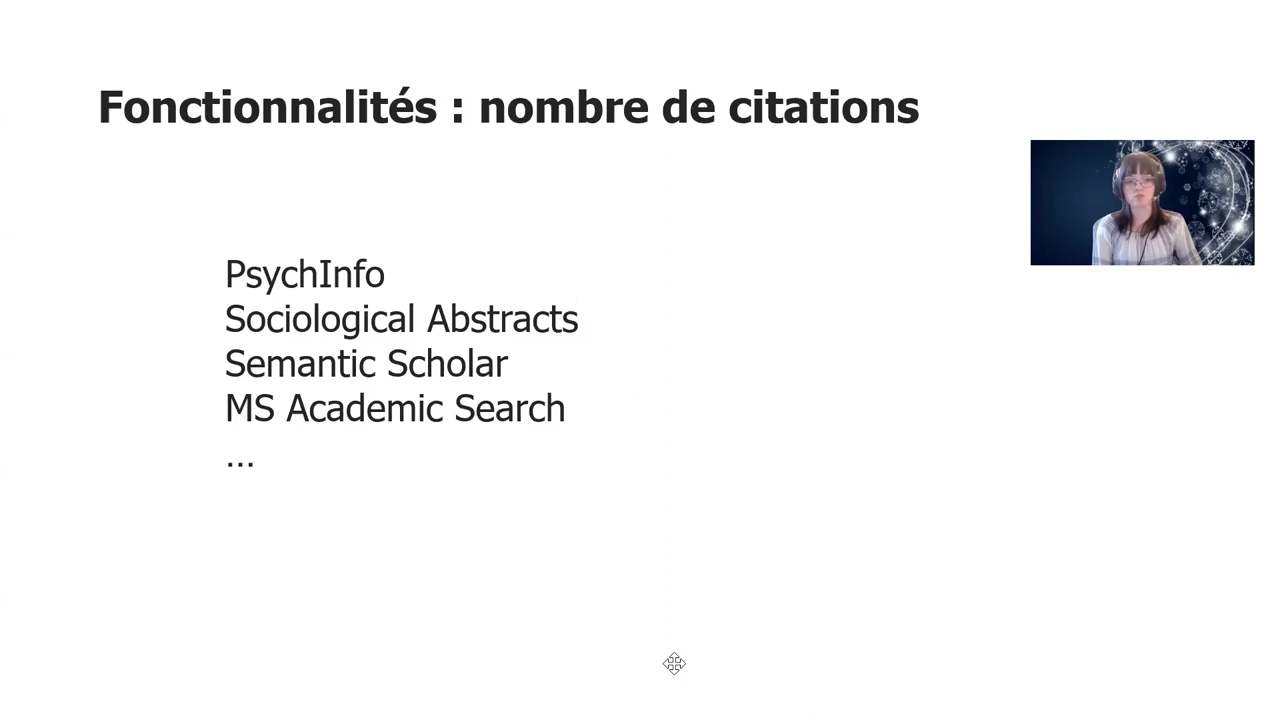 Fonctionnalités : nombre de citations
PsychInfo
Sociological Abstracts
Semantic Scholar
MS Academic Search
...